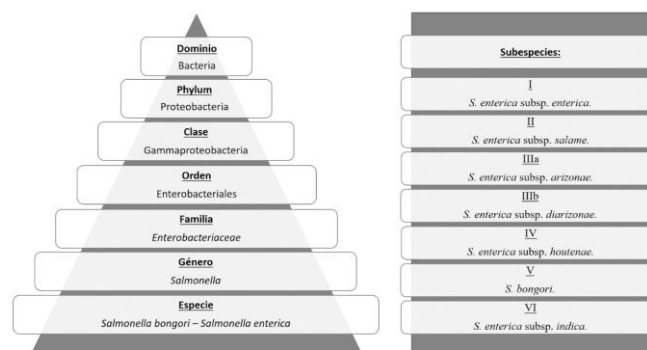 Dominio
Bacteria
Phylum
Proteobacteria
Clase
Gammaproteobacteria
Orden
Enterobacteriales
Familia
Enterobacteriaceae
Género
Salmonella
Especie
Salmonella bongori – Salmonella enterica
Subespecies:
I
S. enterica subsp. enterica.
II
S. enterica subsp. salame.
IIIa
S. enterica subsp. arizonae.
IIIb
S. enterica subsp. diarizonae.
IV
S. enterica subsp. houtenae.
V
S. bongori.
VI
S. enterica subsp. indica.